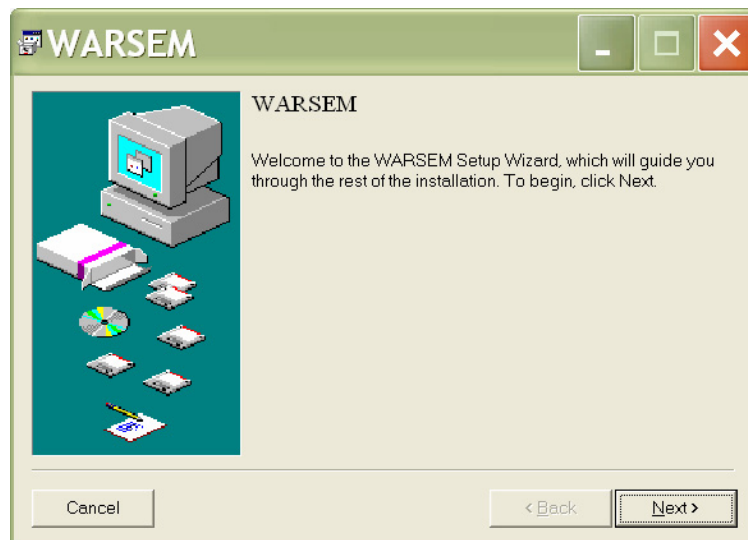 WARSEM
WARSEM
Welcome to the WARSEM Setup Wizard, which will guide you
through the rest of the installation. To begin, click Next.
Cancel
< Back
Next >